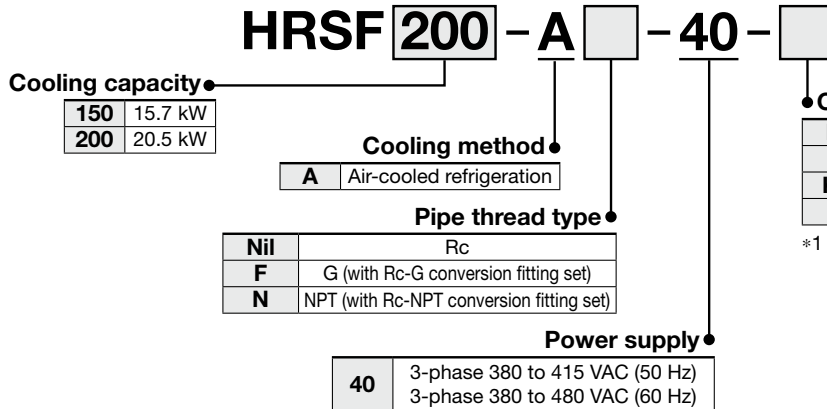 HRSF 200 – A – 40 –
Cooling capacity
150 15.7 kW
200 20.5 kW
Cooling method
A Air-cooled refrigeration
Pipe thread type
Nil Rc
F G (with Rc-G conversion fitting set)
N NPT (with Rc-NPT conversion fitting set)
Power supply
40 3-phase 380 to 415 VAC (50 Hz)
3-phase 380 to 480 VAC (60 Hz)
*1